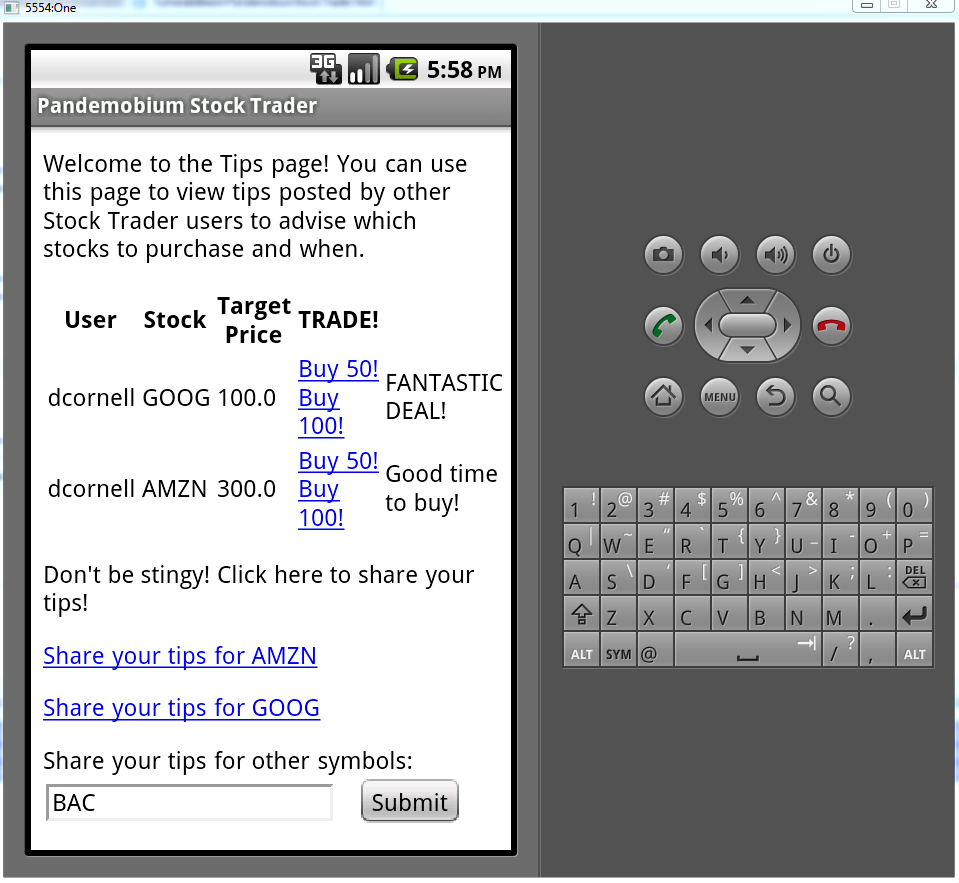 5554:One
3G 5:58 PM
Pandemobium Stock Trader
Welcome to the Tips page! You can use
this page to view tips posted by other
Stock Trader users to advise which
stocks to purchase and when.
User Stock Target Price TRADE!
dcornell GOOG 100.0 Buy 50! Buy 100! FANTASTIC DEAL!
dcornell AMZN 300.0 Buy 50! Buy 100! Good time to buy!
Don't be stingy! Click here to share your
tips!
Share your tips for AMZN
Share your tips for GOOG
Share your tips for other symbols:
BAC Submit
MENU
1 ! 2 @ 3 # 4 $ 5 % 6 ^ 7 & 8 * 9 ( 0 )
Q | W ~ E " R ` T { Y } U _ I - O + P =
A S \ D ' F [ G ] H < J > K ; L : DEL
Z X C V B N M .
ALT SYM @ / ? , ALT